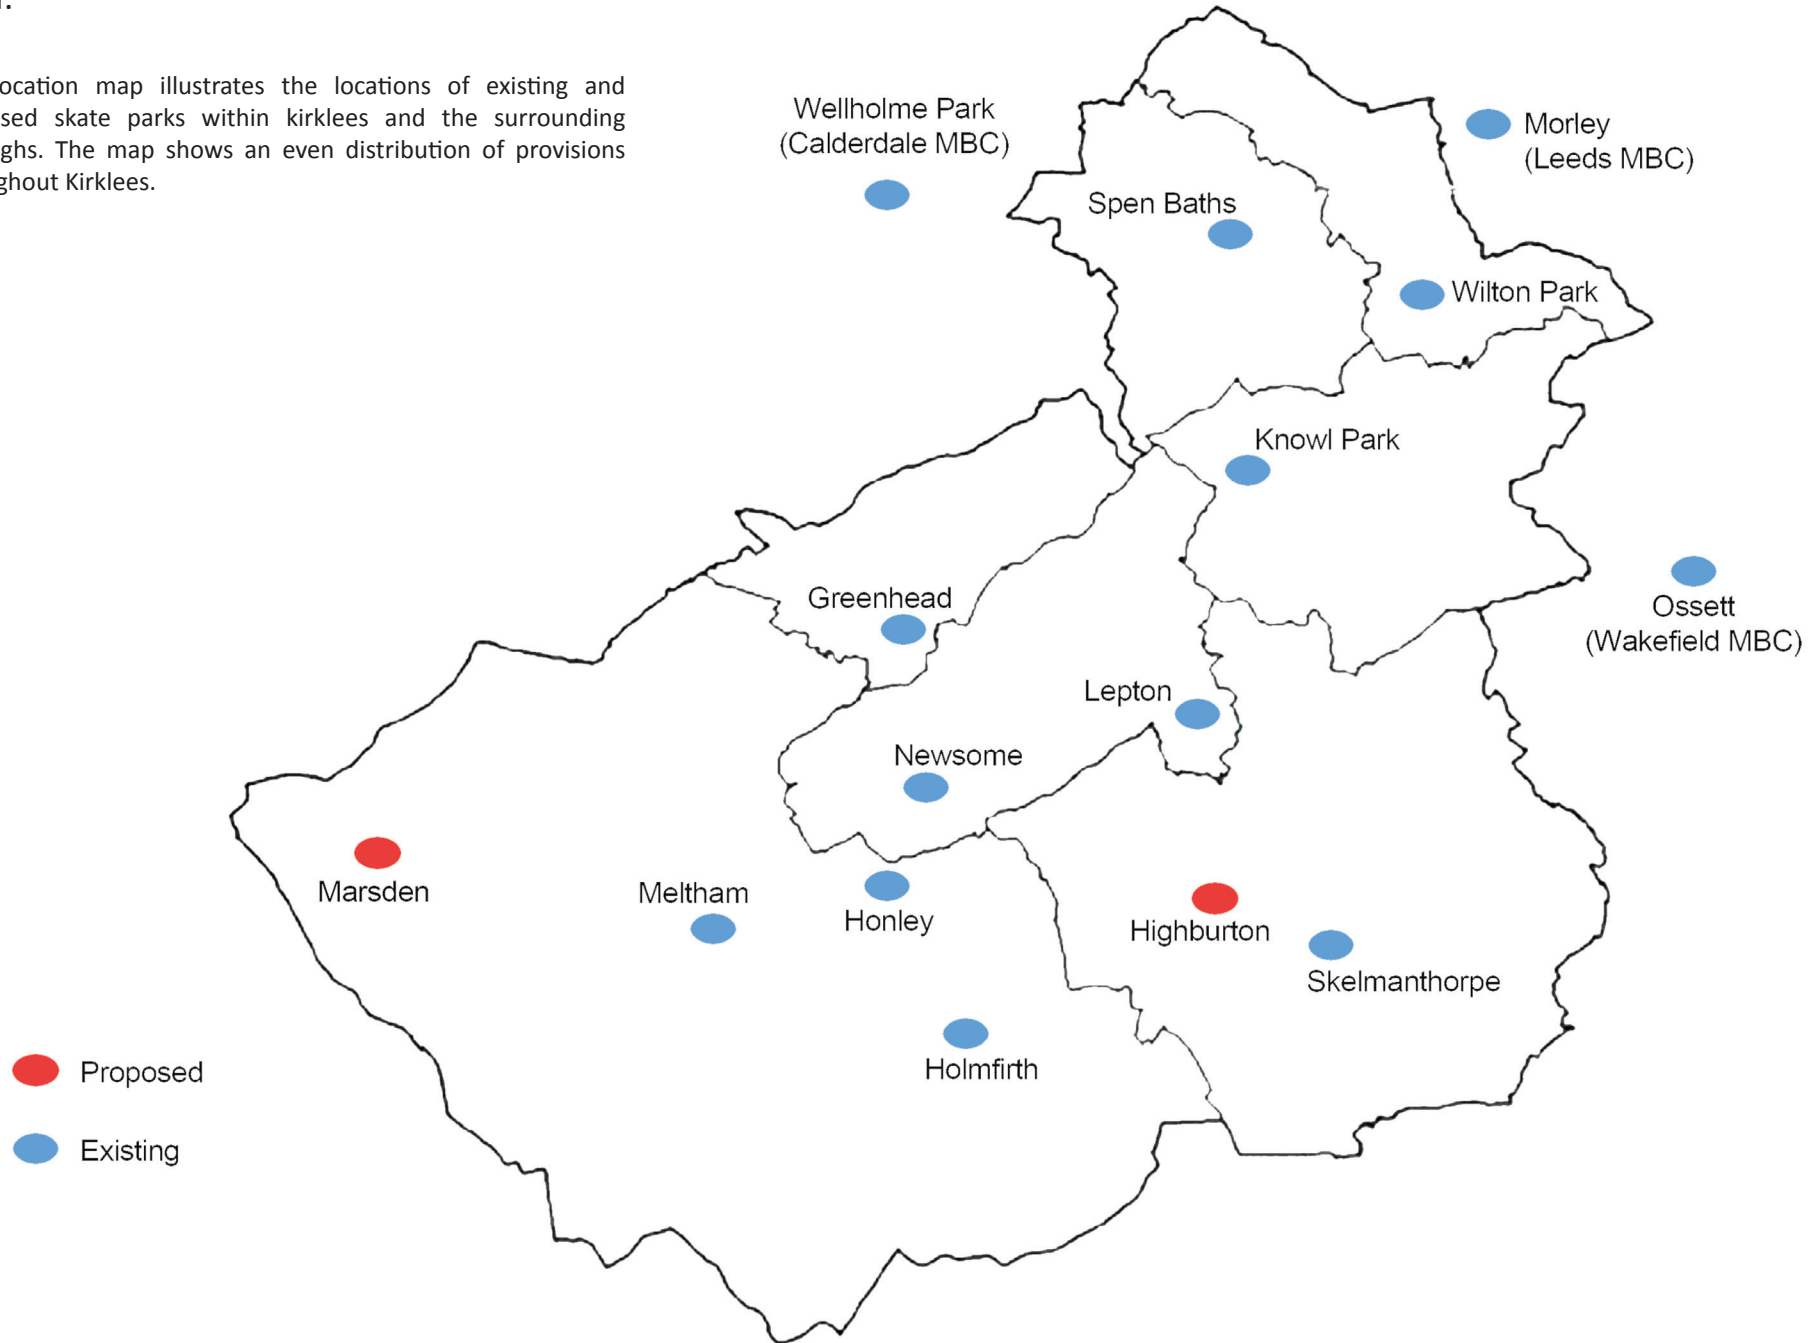 ocation map illustrates the locations of existing and
sed skate parks within kirklees and the surrounding
ghs. The map shows an even distribution of provisions
ghout Kirklees.
Wellholme Park
(Calderdale MBC)
Morley
(Leeds MBC)
Spen Baths
Wilton Park
Knowl Park
Greenhead
Ossett
(Wakefield MBC)
Lepton
Newsome
Marsden
Meltham
Honley
Highburton
Skelmanthorpe
Holmfirth
Proposed
Existing